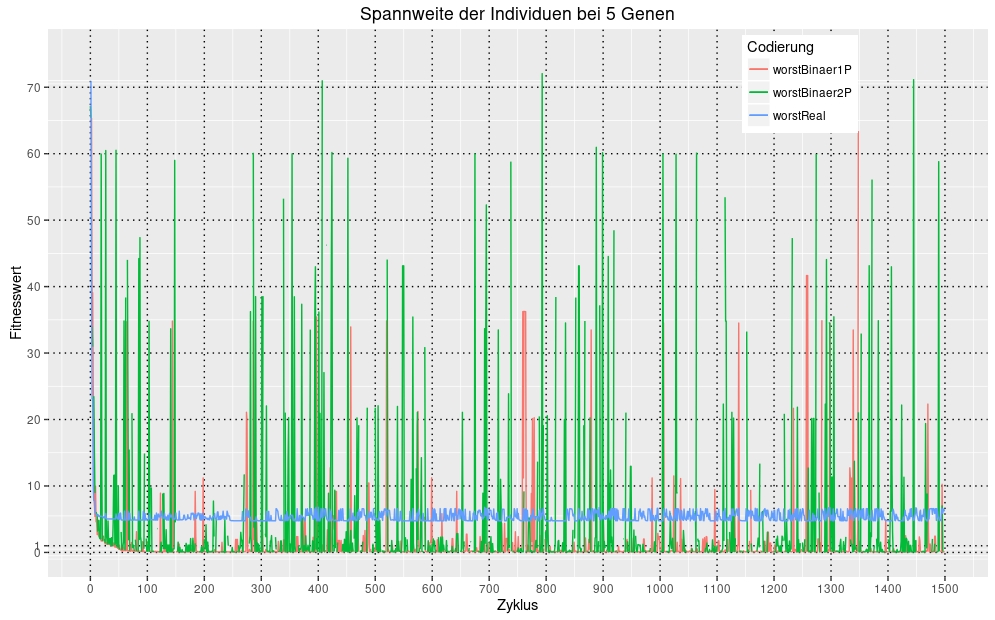 Spannweite der Individuen bei 5 Genen
Codierung
worstBinaer1P
worstBinaer2P
worstReal
Fitnesswert
70
60
50
40
30
20
10
1
0
0 100 200 300 400 500 600 700 800 900 1000 1100 1200 1300 1400 1500
Zyklus